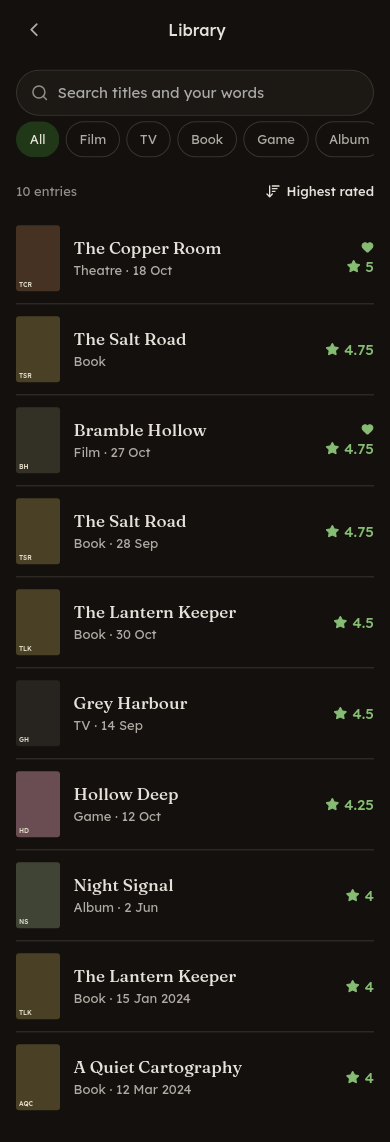 Library
Search titles and your words
All Film TV Book Game Album
10 entries Highest rated
TCR
The Copper Room
Theatre · 18 Oct
5
TSR
The Salt Road
Book
4.75
BH
Bramble Hollow
Film · 27 Oct
4.75
TSR
The Salt Road
Book · 28 Sep
4.75
TLK
The Lantern Keeper
Book · 30 Oct
4.5
GH
Grey Harbour
TV · 14 Sep
4.5
HD
Hollow Deep
Game · 12 Oct
4.25
NS
Night Signal
Album · 2 Jun
4
TLK
The Lantern Keeper
Book · 15 Jan 2024
4
AQC
A Quiet Cartography
Book · 12 Mar 2024
4